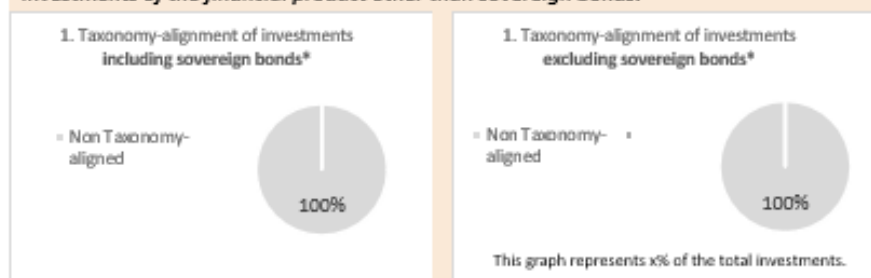 investments of the financial product other than sovereign bonds.
1. Taxonomy-alignment of investments
including sovereign bonds*
Non Taxonomy-
aligned
100%
1. Taxonomy-alignment of investments
excluding sovereign bonds*
Non Taxonomy-
aligned
100%
This graph represents x% of the total investments.